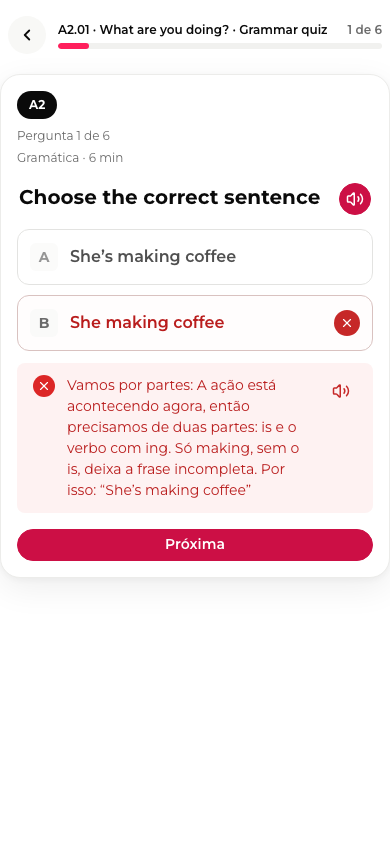 A2.01 · What are you doing? · Grammar quiz
1 de 6
A2
Pergunta 1 de 6
Gramática · 6 min
Choose the correct sentence
A
She’s making coffee
B
She making coffee
Vamos por partes: A ação está
acontecendo agora, então
precisamos de duas partes: is e o
verbo com ing. Só making, sem o
is, deixa a frase incompleta. Por
isso: “She’s making coffee”
Próxima